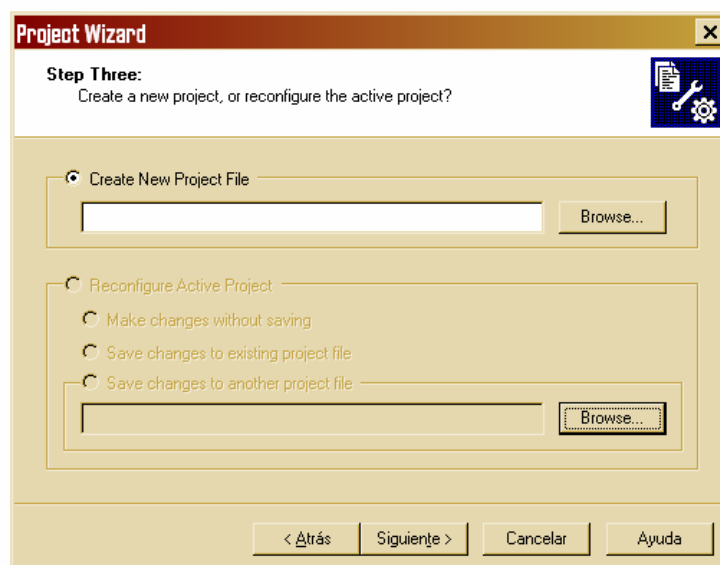 Project Wizard
Step Three:
Create a new project, or reconfigure the active project?
Create New Project File
Browse...
Reconfigure Active Project
Make changes without saving
Save changes to existing project file
Save changes to another project file
Browse...
< Atrás
Siguiente >
Cancelar
Ayuda